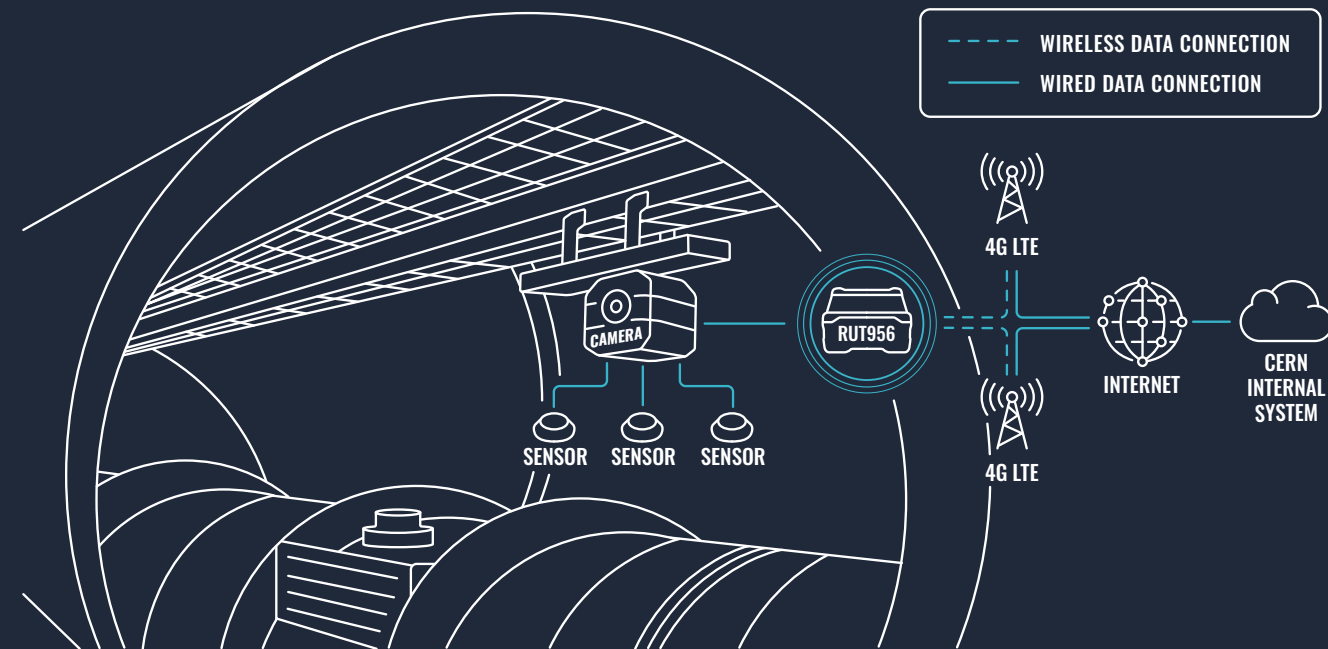 WIRELESS DATA CONNECTION
WIRED DATA CONNECTION
4G LTE
RUT956
CAMERA
INTERNET
CERN
INTERNAL
SYSTEM
SENSOR
SENSOR
SENSOR
4G LTE